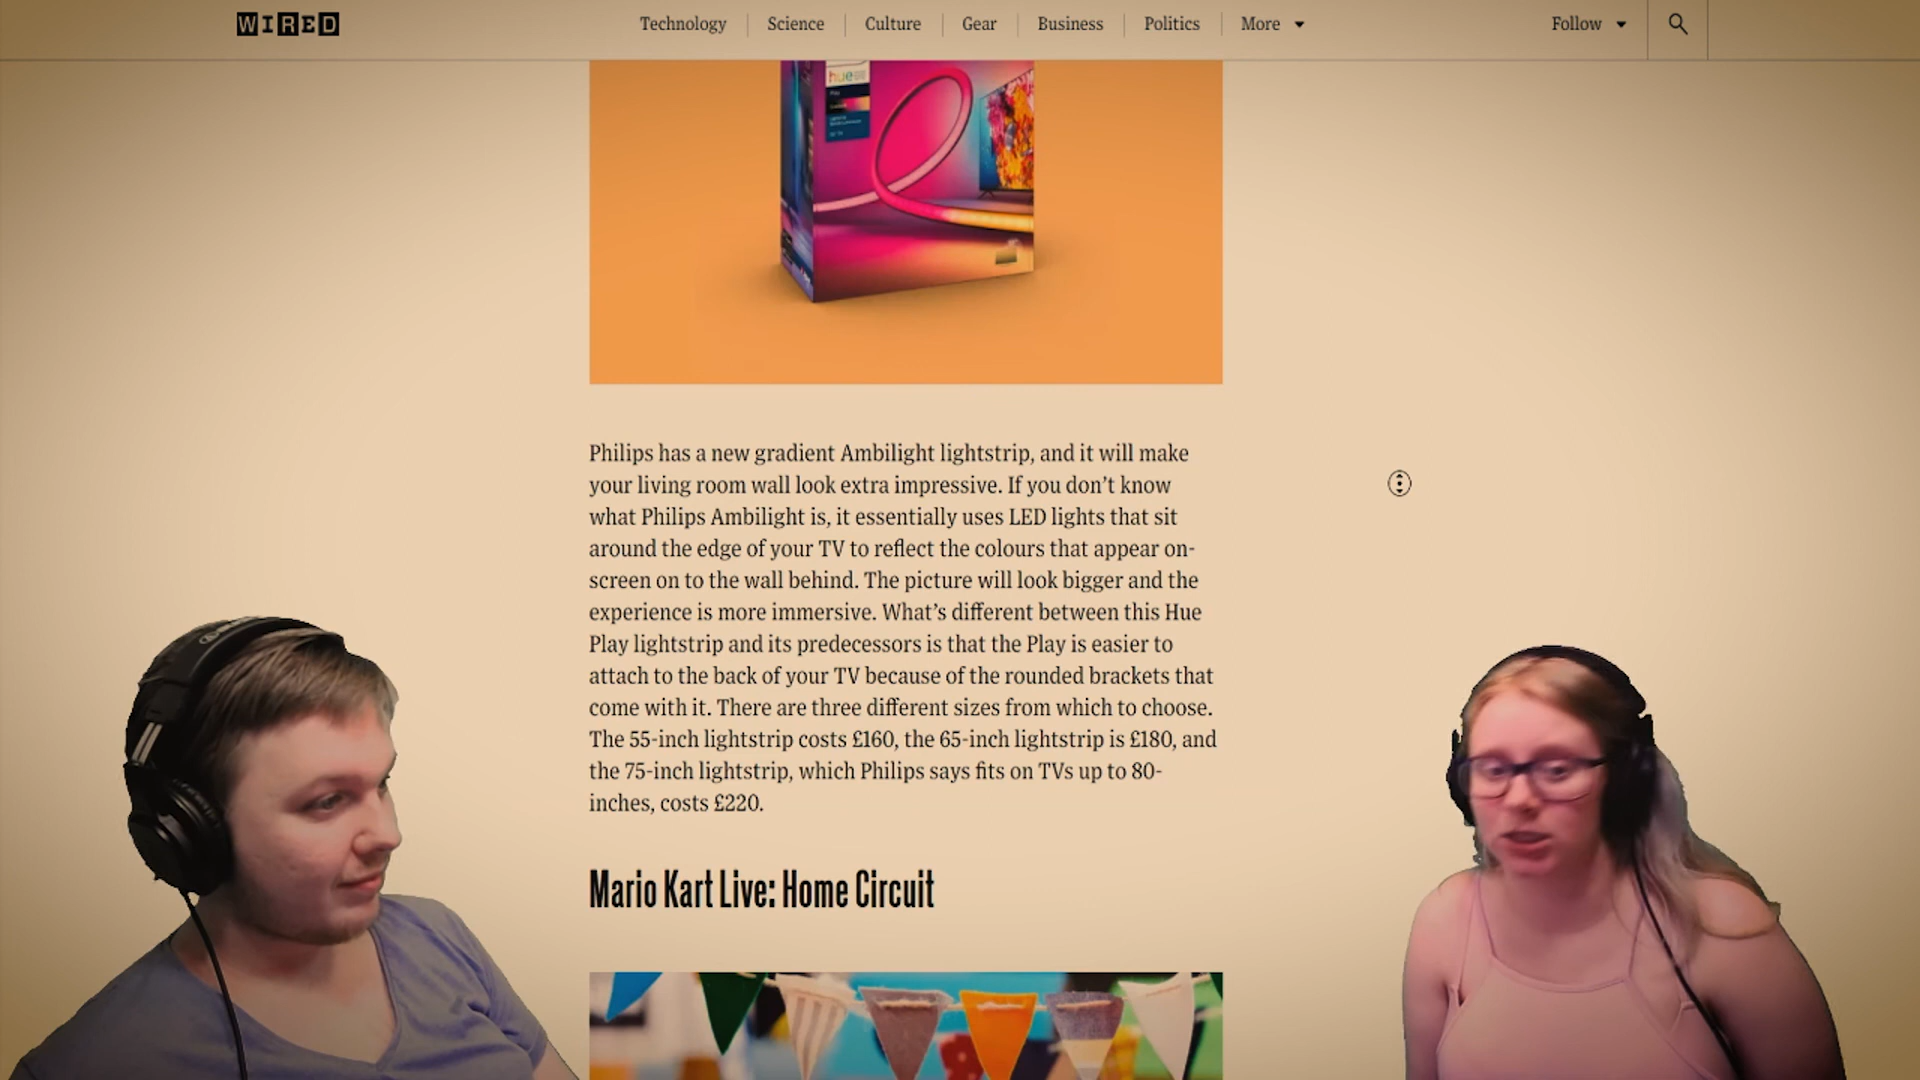 WIRED
Technology
Science
Culture
Gear
Business
Politics
More
Follow
hue
Play
Philips has a new gradient Ambilight lightstrip, and it will make
your living room wall look extra impressive. If you don’t know
what Philips Ambilight is, it essentially uses LED lights that sit
around the edge of your TV to reflect the colours that appear on-
screen on to the wall behind. The picture will look bigger and the
experience is more immersive. What’s different between this Hue
Play lightstrip and its predecessors is that the Play is easier to
attach to the back of your TV because of the rounded brackets that
come with it. There are three different sizes from which to choose.
The 55-inch lightstrip costs £160, the 65-inch lightstrip is £180, and
the 75-inch lightstrip, which Philips says fits on TVs up to 80-
inches, costs £220.
Mario Kart Live: Home Circuit